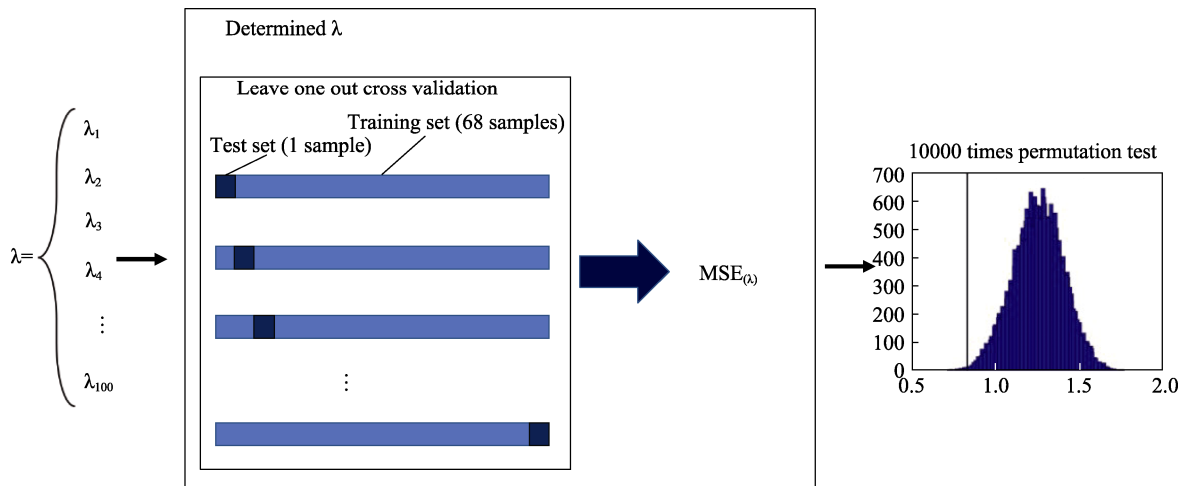 Determined λ
Leave one out cross validation
Training set (68 samples)
Test set (1 sample)
λ=
λ₁
λ₂
λ₃
λ₄
⋮
λ₁₀₀
⋮
MSE₍λ₎
10000 times permutation test
700
600
500
400
300
200
100
0
0.5 1.0 1.5 2.0